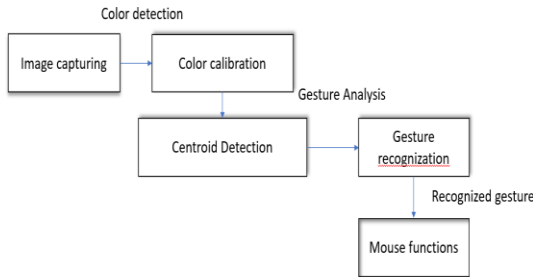 Color detection
Image capturing
Color calibration
Gesture Analysis
Centroid Detection
Gesture
recognization
Recognized gesture
Mouse functions